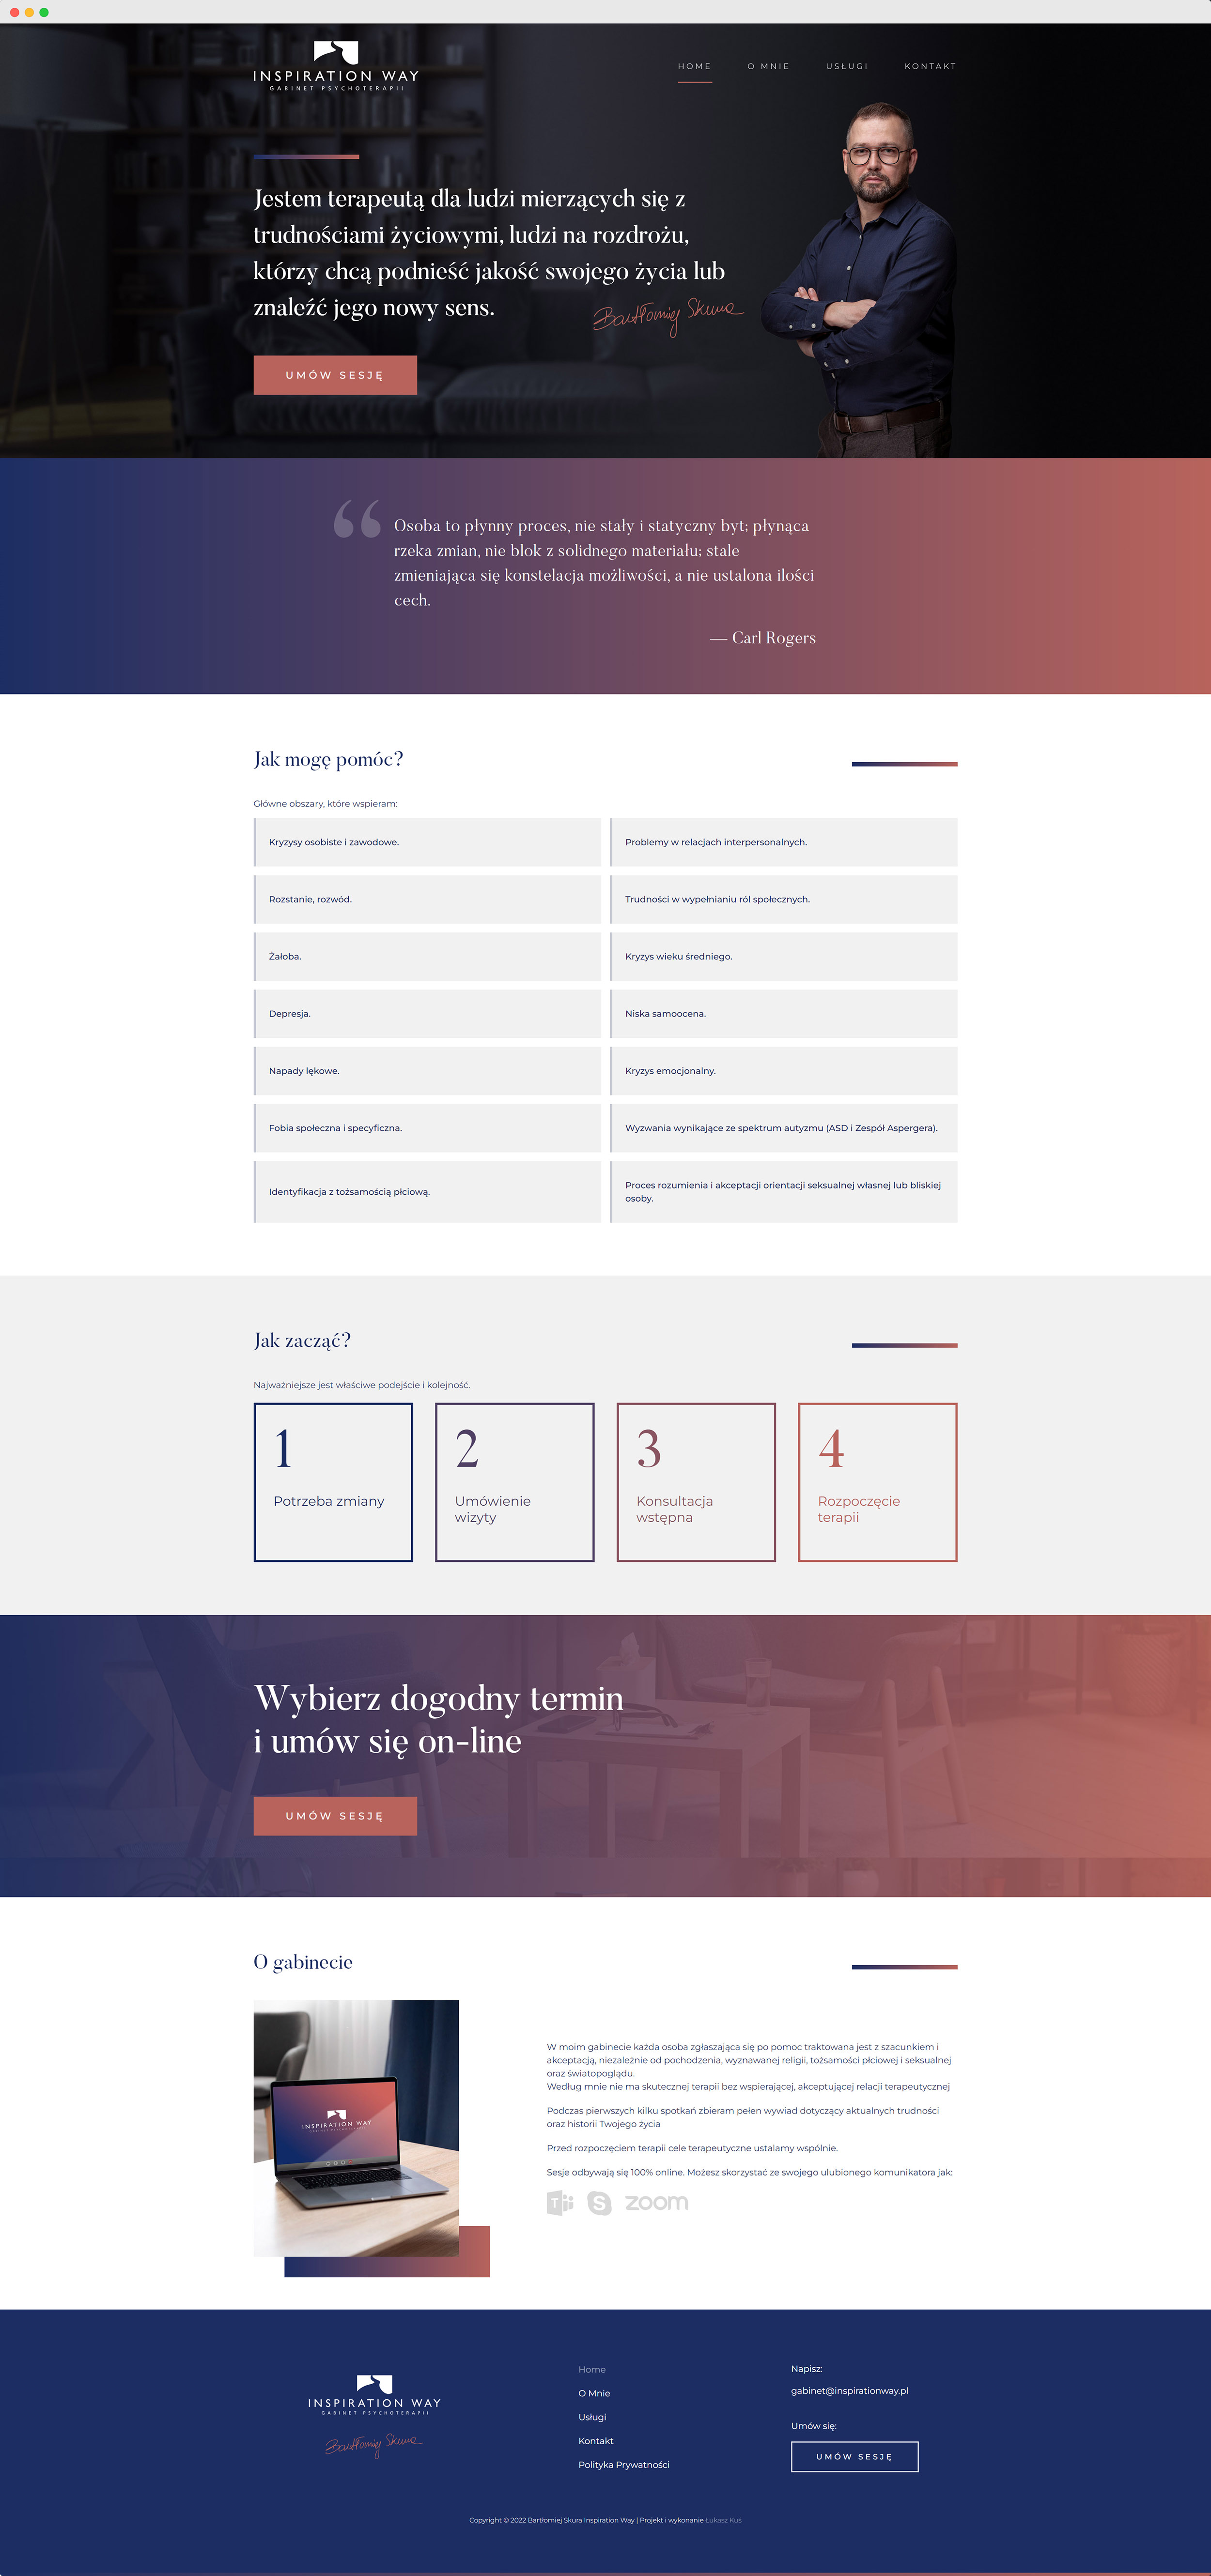 INSPIRATION WAY
GABINET PSYCHOTERAPII
HOME
O MNIE
USŁUGI
KONTAKT
Jestem terapeutą dla ludzi mierzących się z
trudnościami życiowymi, ludzi na rozdrożu,
którzy chcą podnieść jakość swojego życia lub
znaleźć jego nowy sens.
Bartłomiej Skura
UMÓW SESJĘ
“
Osoba to płynny proces, nie stały i statyczny byt; płynąca
rzeka zmian, nie blok z solidnego materiału; stale
zmieniająca się konstelacja możliwości, a nie ustalona ilości
cech.
— Carl Rogers
Jak mogę pomóc?
Główne obszary, które wspieram:
Kryzysy osobiste i zawodowe.
Problemy w relacjach interpersonalnych.
Rozstanie, rozwód.
Trudności w wypełnianiu ról społecznych.
Żałoba.
Kryzys wieku średniego.
Depresja.
Niska samoocena.
Napady lękowe.
Kryzys emocjonalny.
Fobia społeczna i specyficzna.
Wyzwania wynikające ze spektrum autyzmu (ASD i Zespół Aspergera).
Identyfikacja z tożsamością płciową.
Proces rozumienia i akceptacji orientacji seksualnej własnej lub bliskiej
osoby.
Jak zacząć?
Najważniejsze jest właściwe podejście i kolejność.
1
Potrzeba zmiany
2
Umówienie
wizyty
3
Konsultacja
wstępna
4
Rozpoczęcie
terapii
Wybierz dogodny termin
i umów się on-line
UMÓW SESJĘ
O gabinecie
INSPIRATION WAY
GABINET PSYCHOTERAPII
W moim gabinecie każda osoba zgłaszająca się po pomoc traktowana jest z szacunkiem i
akceptacją, niezależnie od pochodzenia, wyznawanej religii, tożsamości płciowej i seksualnej
oraz światopoglądu.
Według mnie nie ma skutecznej terapii bez wspierającej, akceptującej relacji terapeutycznej
Podczas pierwszych kilku spotkań zbieram pełen wywiad dotyczący aktualnych trudności
oraz historii Twojego życia
Przed rozpoczęciem terapii cele terapeutyczne ustalamy wspólnie.
Sesje odbywają się 100% online. Możesz skorzystać ze swojego ulubionego komunikatora jak:
T S zoom
INSPIRATION WAY
GABINET PSYCHOTERAPII
Bartłomiej Skura
Home
O Mnie
Usługi
Kontakt
Polityka Prywatności
Napisz:
gabinet@inspirationway.pl
Umów się:
UMÓW SESJĘ
Copyright © 2022 Bartłomiej Skura Inspiration Way | Projekt i wykonanie Łukasz Kuś